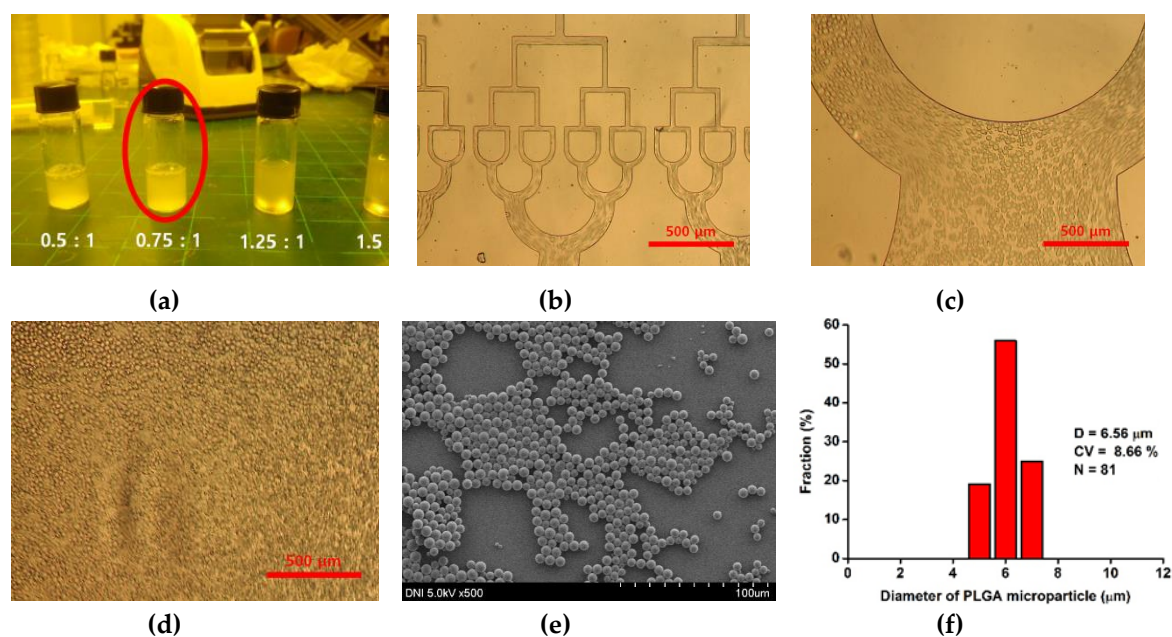 0.5 : 1
0.75 : 1
1.25 : 1
1.5
(a)
500 μm
(b)
500 μm
(c)
500 μm
(d)
DNI 5.0kV x500
100um
(e)
60
50
40
30
20
10
0
Fraction (%)
D = 6.56 μm
CV = 8.66 %
N = 81
0 2 4 6 8 10 12
Diameter of PLGA microparticle (μm)
(f)